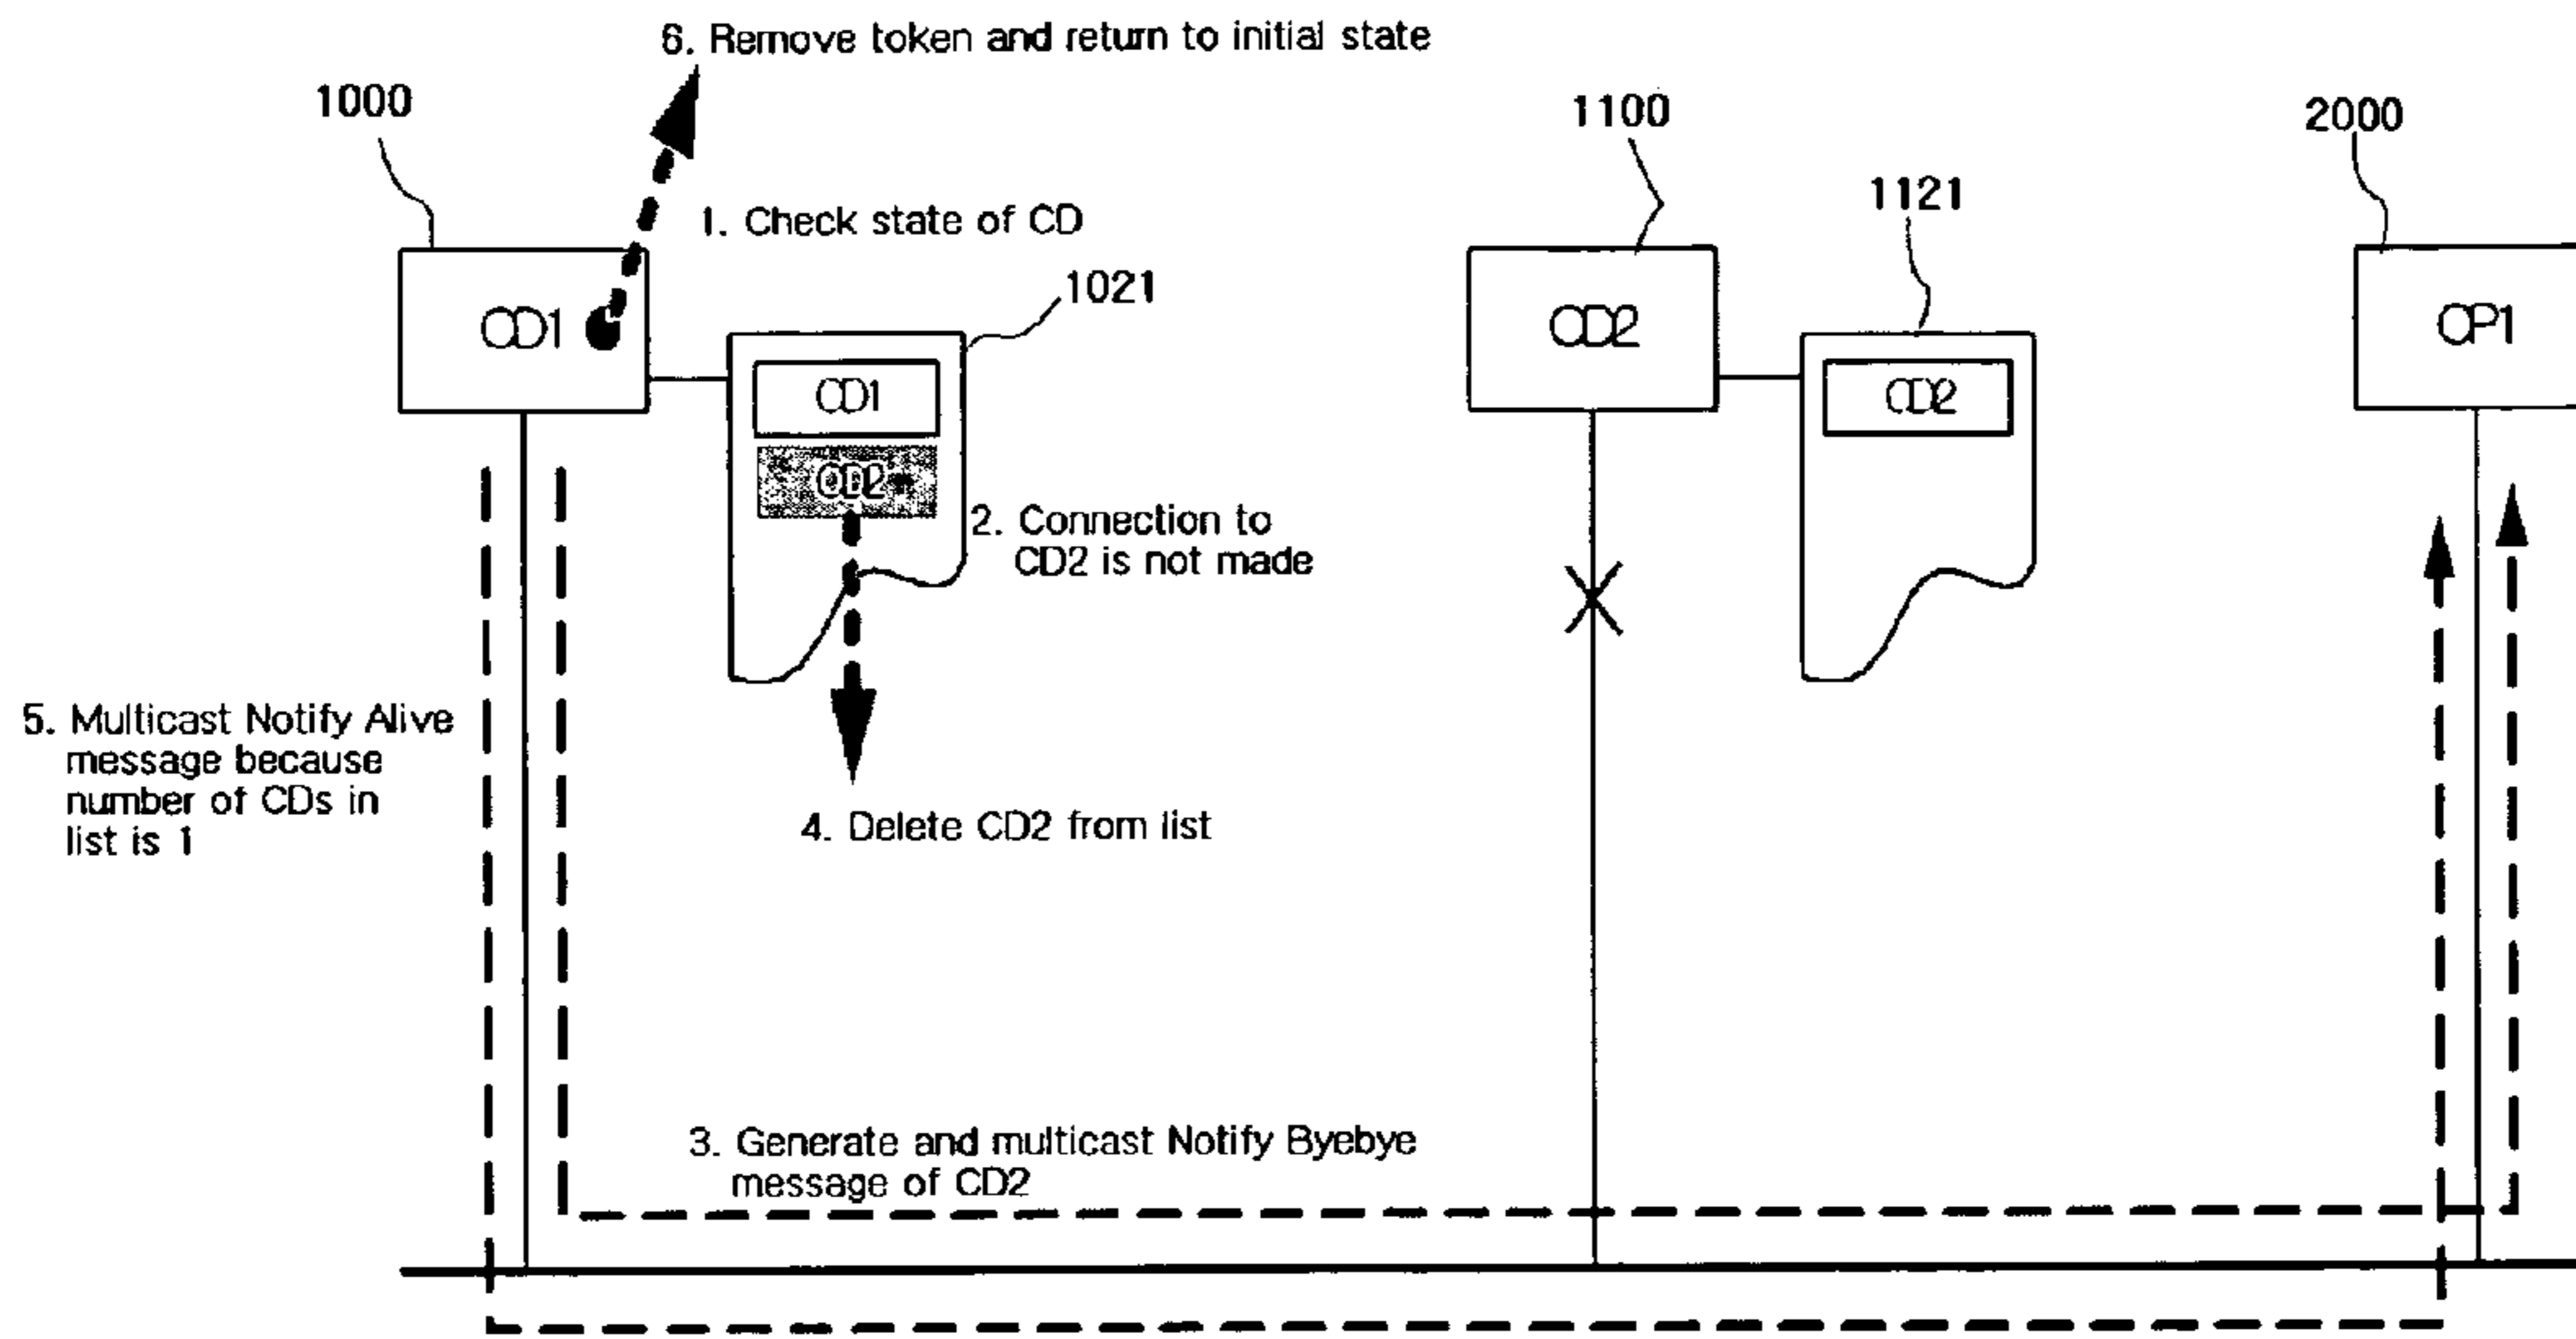 6. Remove token and return to initial state
1000
1100
2000
1121
1. Check state of CD
1021
CD1
CD2
CP1
CD1
CD2
CD2
2. Connection to
CD2 is not made
5. Multicast Notify Alive
message because
number of CDs in
list is 1
4. Delete CD2 from list
3. Generate and multicast Notify Byebye
message of CD2